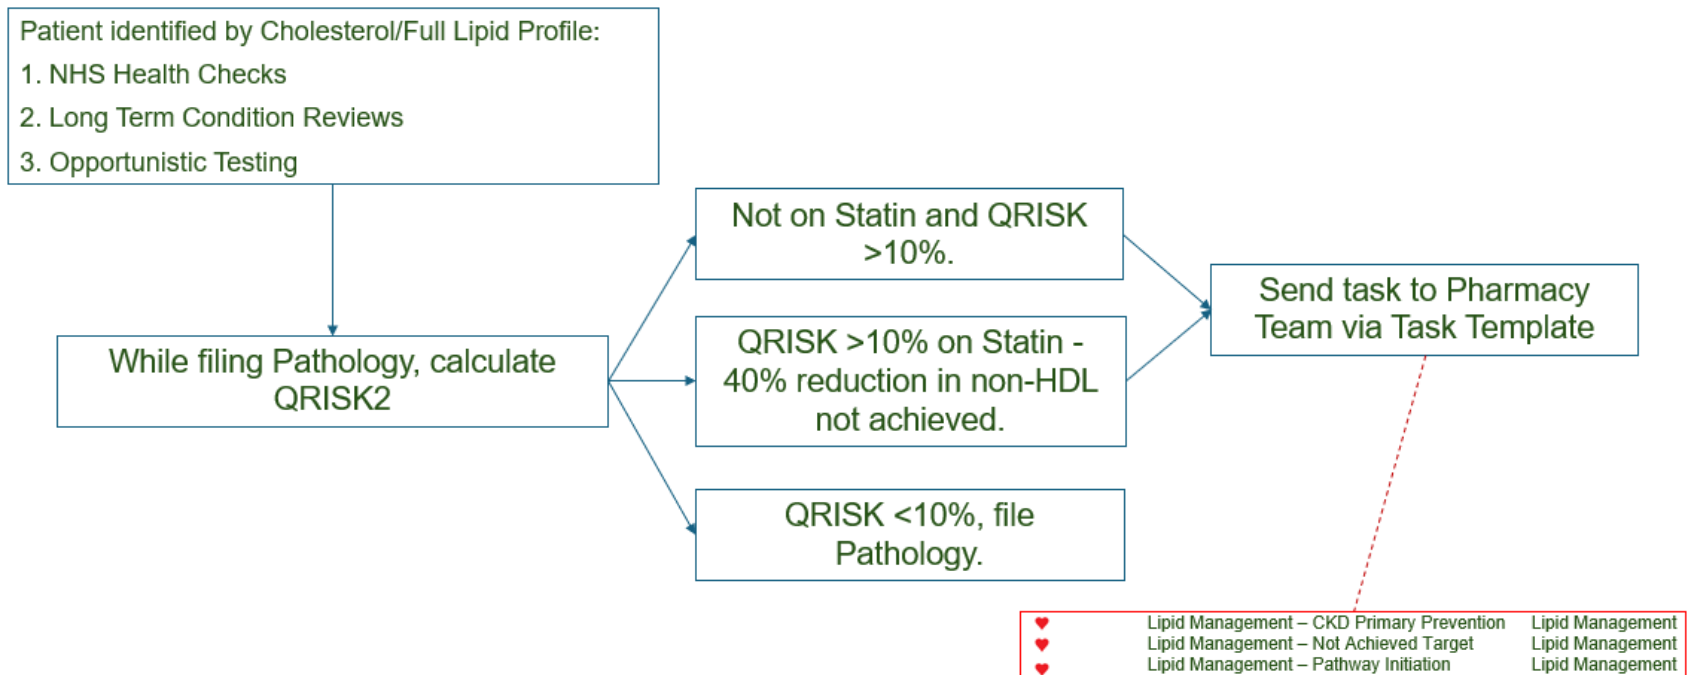 Patient identified by Cholesterol/Full Lipid Profile:
1. NHS Health Checks
2. Long Term Condition Reviews
3. Opportunistic Testing
While filing Pathology, calculate
QRISK2
Not on Statin and QRISK
>10%.
QRISK >10% on Statin -
40% reduction in non-HDL
not achieved.
QRISK <10%, file
Pathology.
Send task to Pharmacy
Team via Task Template
Lipid Management – CKD Primary Prevention Lipid Management
Lipid Management – Not Achieved Target Lipid Management
Lipid Management – Pathway Initiation Lipid Management